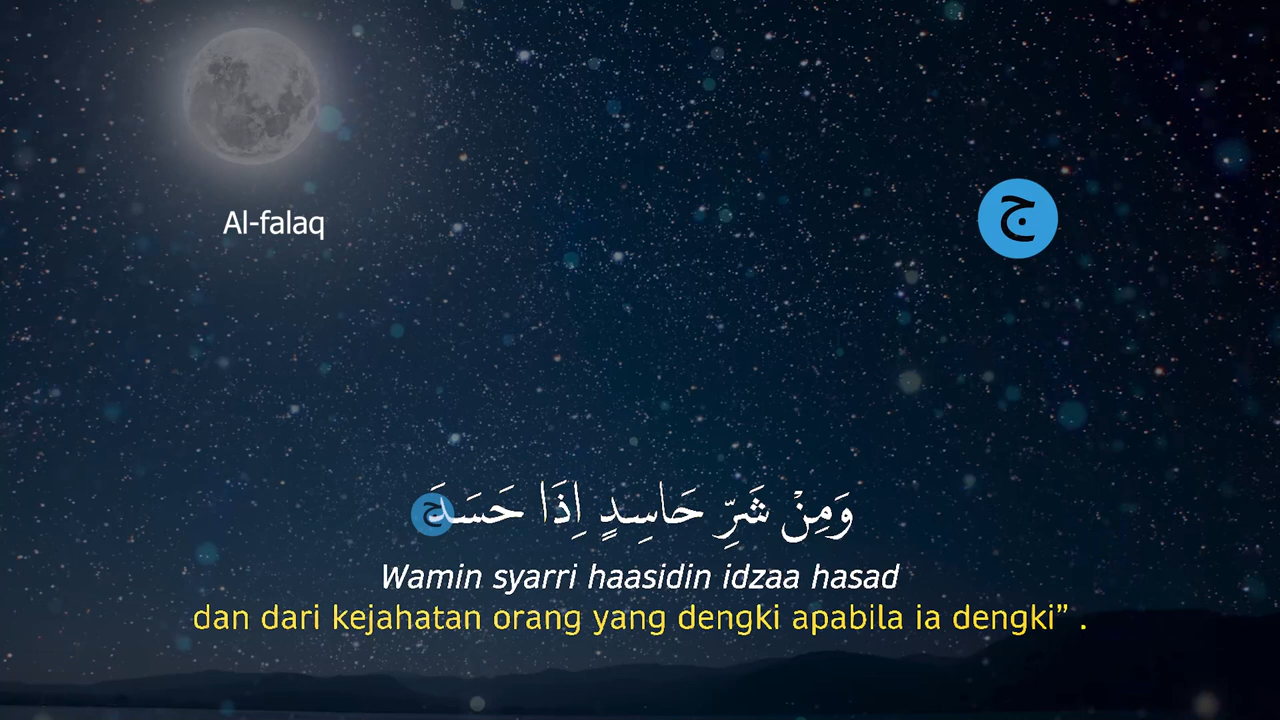 Al-falaq
ج
وَمِنْ شَرِّ حَاسِدٍ اِذَا حَسَدَ ج
Wamin syarri haasidin idzaa hasad
dan dari kejahatan orang yang dengki apabila ia dengki” .